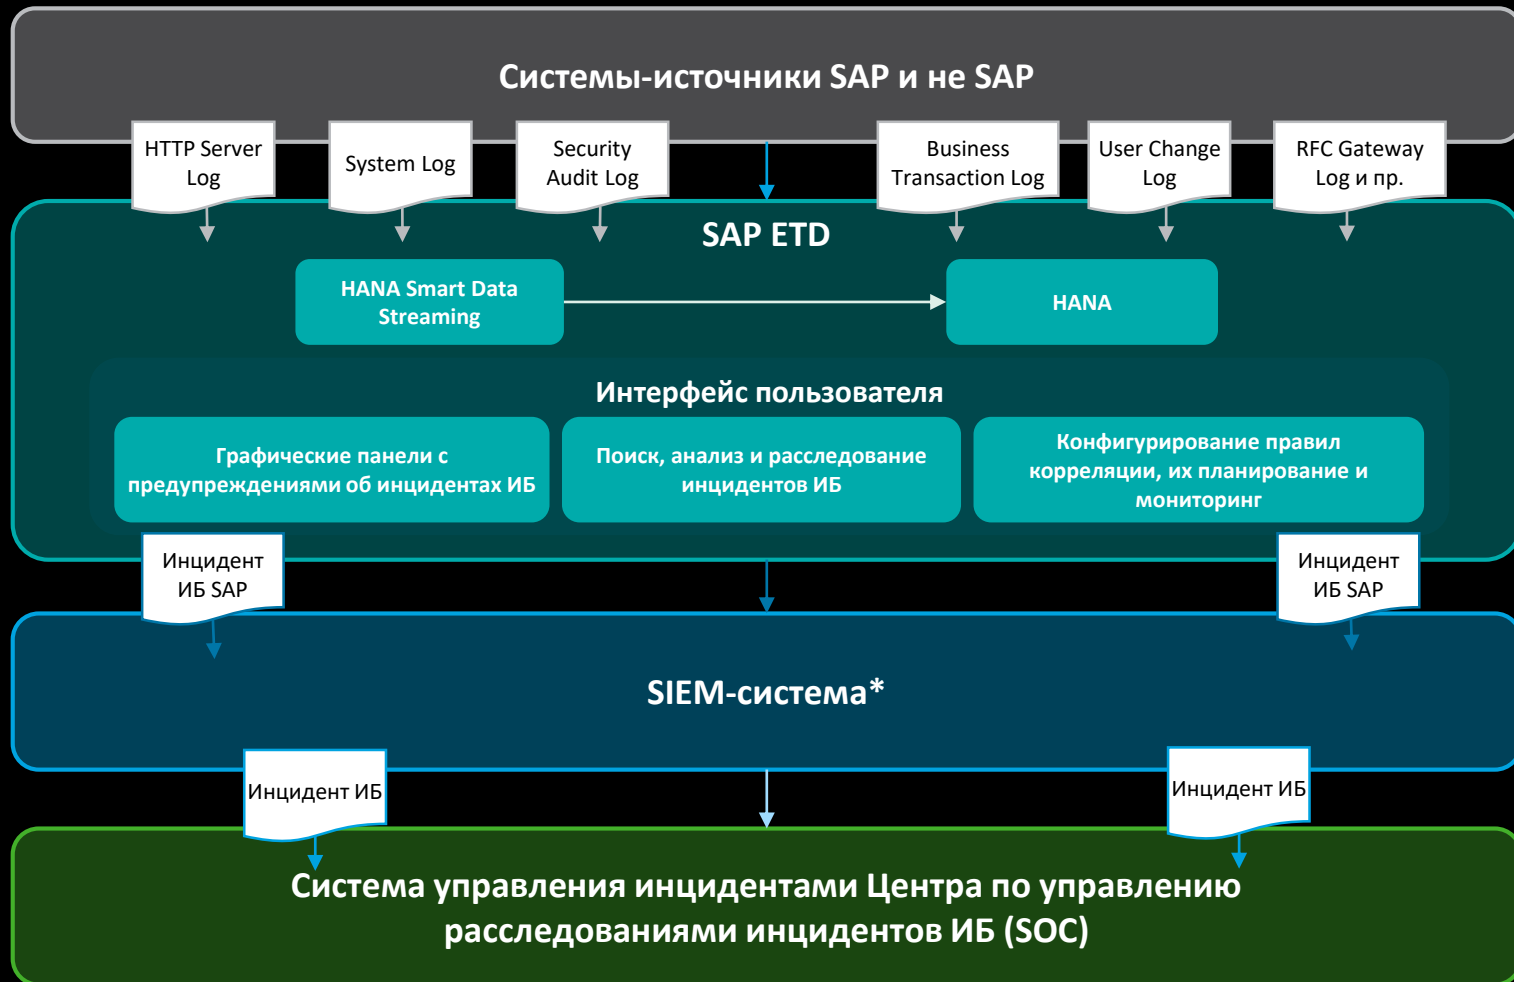 Системы-источники SAP и не SAP
HTTP Server
Log
System Log
Security
Audit Log
Business
Transaction Log
User Change
Log
RFC Gateway
Log и пр.
SAP ETD
HANA Smart Data
Streaming
HANA
Интерфейс пользователя
Графические панели с
предупреждениями об инцидентах ИБ
Поиск, анализ и расследование
инцидентов ИБ
Конфигурирование правил
корреляции, их планирование и
мониторинг
Инцидент
ИБ SAP
Инцидент
ИБ SAP
SIEM-система*
Инцидент ИБ
Инцидент ИБ
Система управления инцидентами Центра по управлению
расследованиями инцидентов ИБ (SOC)